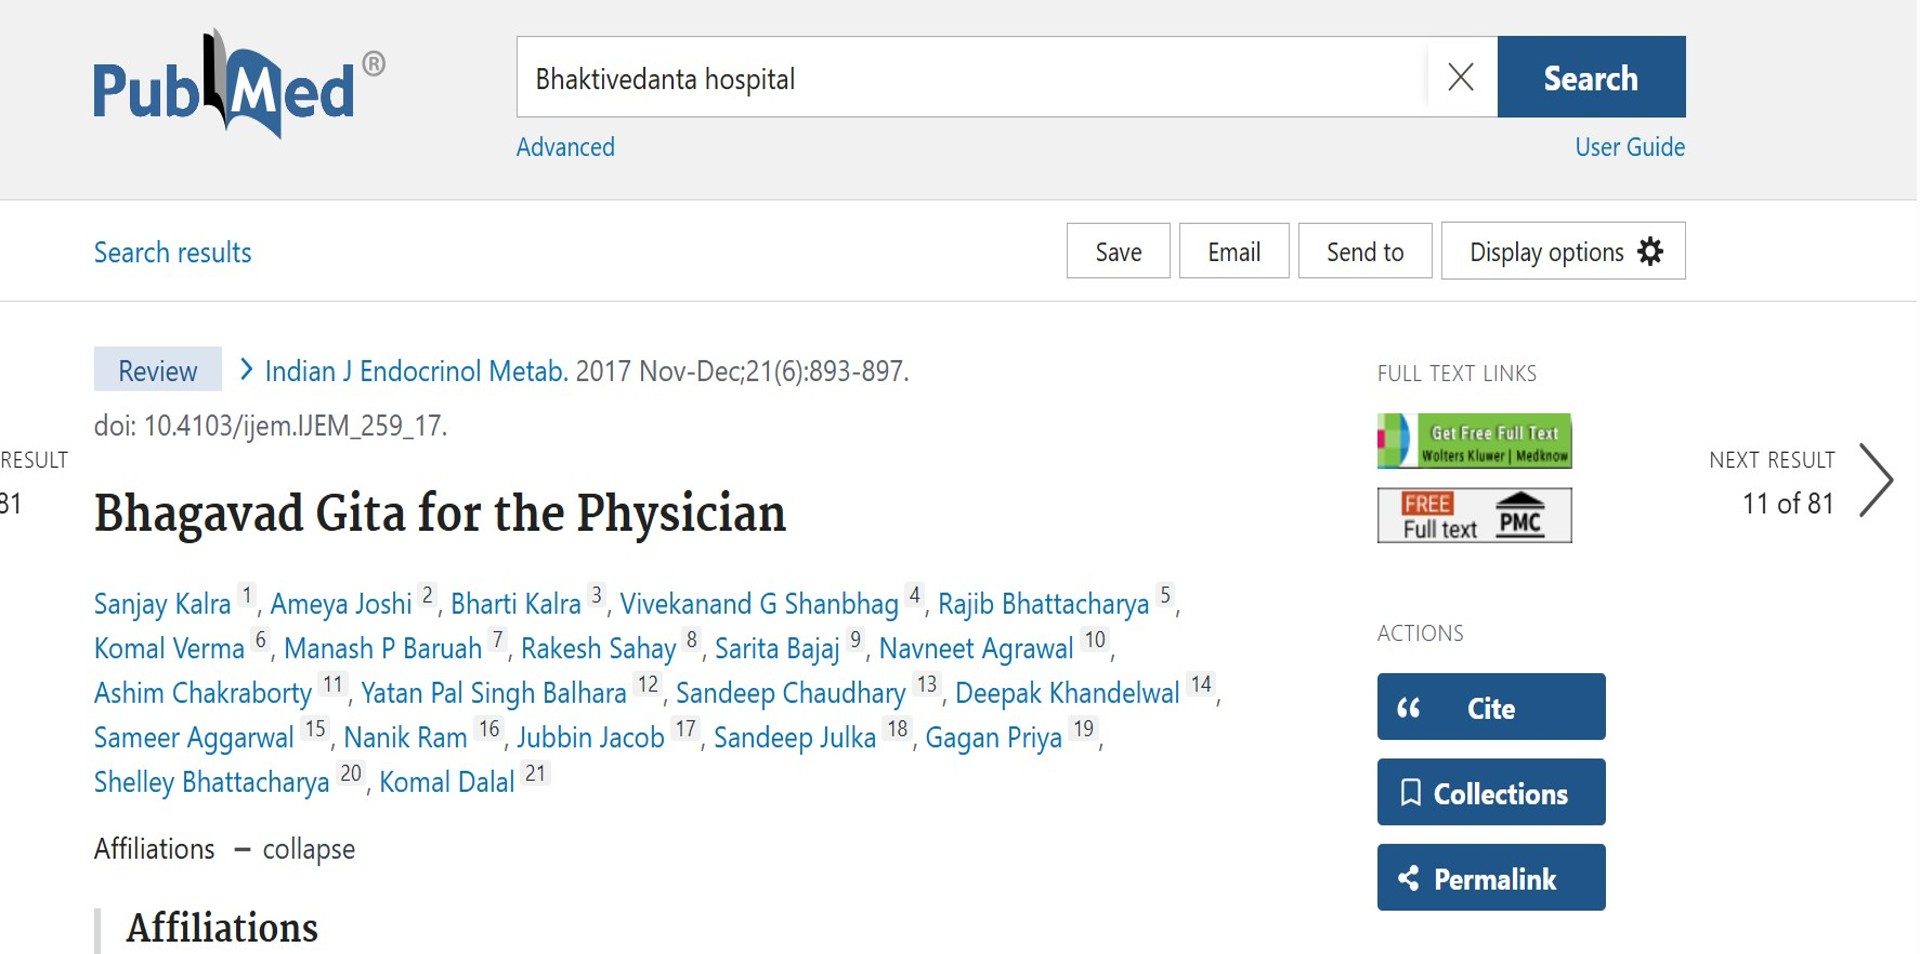 PubMed®
Bhaktivedanta hospital
Search
Advanced
User Guide
Search results
Save
Email
Send to
Display options
Review
Indian J Endocrinol Metab. 2017 Nov-Dec;21(6):893-897.
doi: 10.4103/ijem.IJEM_259_17.
RESULT
81
Bhagavad Gita for the Physician
Sanjay Kalra 1, Ameya Joshi 2, Bharti Kalra 3, Vivekanand G Shanbhag 4, Rajib Bhattacharya 5,
Komal Verma 6, Manash P Baruah 7, Rakesh Sahay 8, Sarita Bajaj 9, Navneet Agrawal 10,
Ashim Chakraborty 11, Yatan Pal Singh Balhara 12, Sandeep Chaudhary 13, Deepak Khandelwal 14,
Sameer Aggarwal 15, Nanik Ram 16, Jubbin Jacob 17, Sandeep Julka 18, Gagan Priya 19,
Shelley Bhattacharya 20, Komal Dalal 21
Affiliations – collapse
Affiliations
FULL TEXT LINKS
Get Free Full Text
Wolters Kluwer | Medknow
FREE
Full text PMC
NEXT RESULT
11 of 81
ACTIONS
Cite
Collections
Permalink